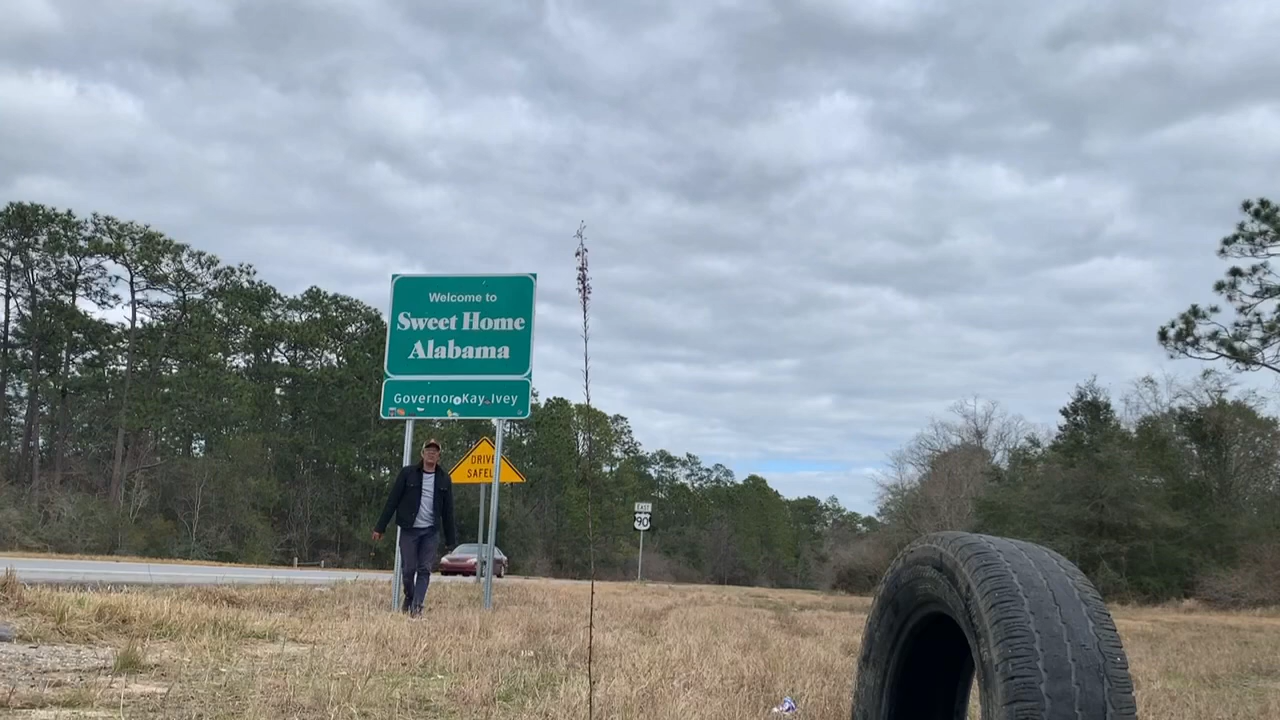 Welcome to
Sweet Home
Alabama
Governor Kay Ivey
DRIVE
SAFELY
EAST
90